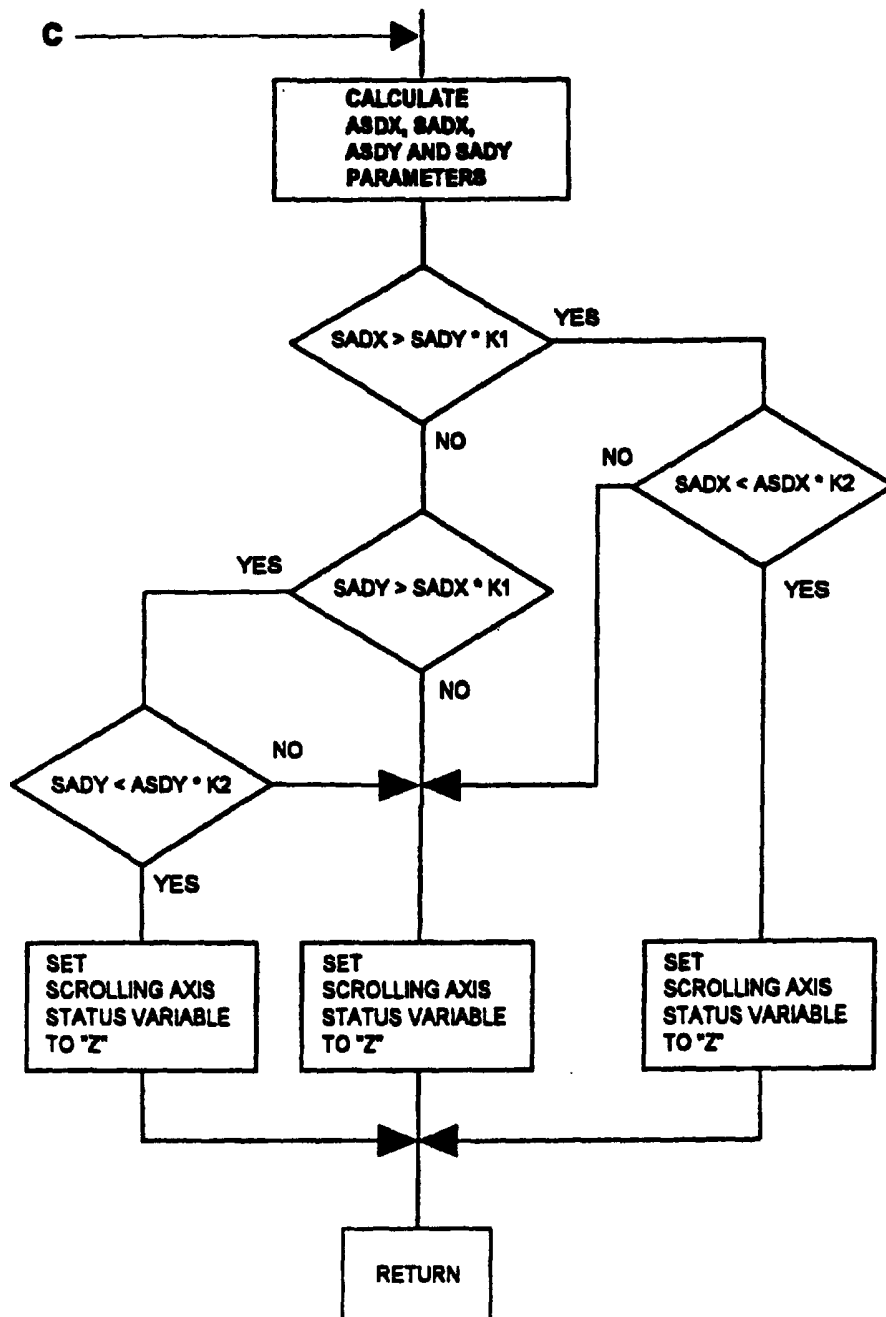 C
CALCULATE
ASDX, SADX,
ASDY AND SADY
PARAMETERS
SADX > SADY * K1
YES
NO
NO
SADX < ASDX * K2
YES
YES
SADY > SADX * K1
NO
SADY < ASDY * K2
NO
YES
SET
SCROLLING AXIS
STATUS VARIABLE
TO "Z"
SET
SCROLLING AXIS
STATUS VARIABLE
TO "Z"
SET
SCROLLING AXIS
STATUS VARIABLE
TO "Z"
RETURN